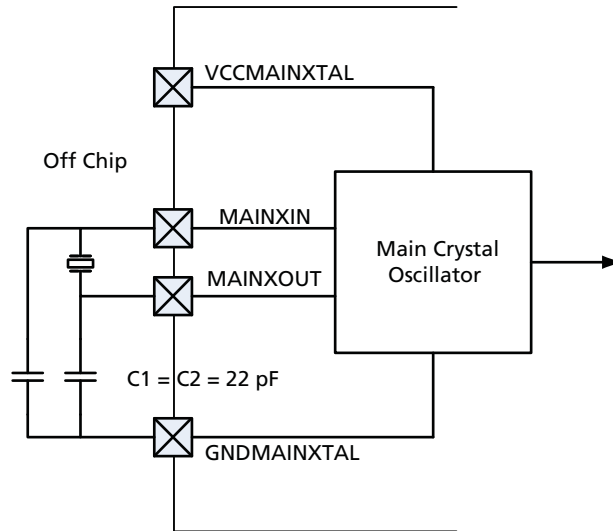 VCCMAINXTAL
Off Chip
MAINXIN
Main Crystal
Oscillator
MAINXOUT
C1 = C2 = 22 pF
GNDMAINXTAL